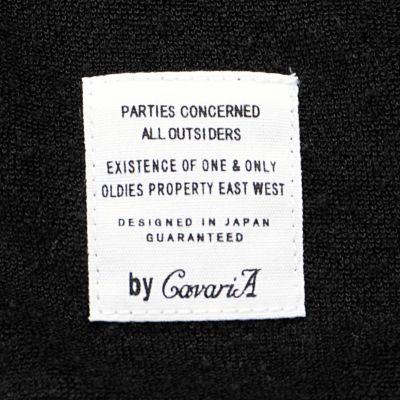 PARTIES CONCERNED
ALL OUTSIDERS
EXISTENCE OF ONE & ONLY
OLDIES PROPERTY EAST WEST
DESIGNED IN JAPAN
GUARANTEED
by CavariA